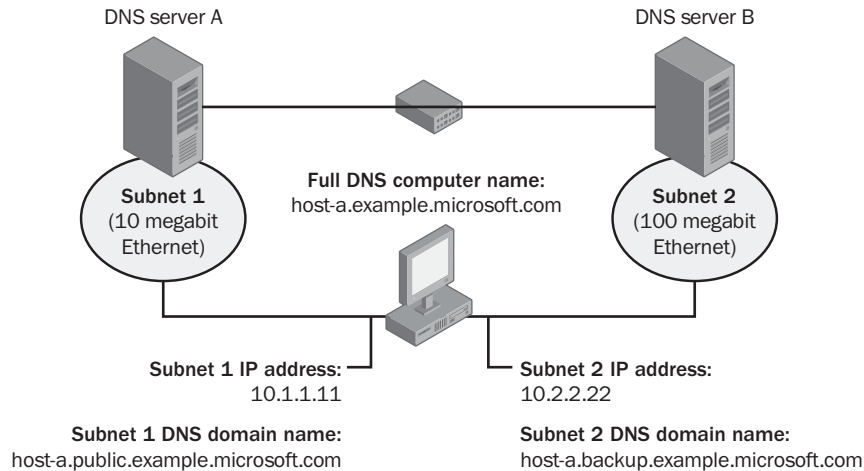 DNS server A
DNS server B
Subnet 1
(10 megabit
Ethernet)
Full DNS computer name:
host-a.example.microsoft.com
Subnet 2
(100 megabit
Ethernet)
Subnet 1 IP address:
10.1.1.11
Subnet 2 IP address:
10.2.2.22
Subnet 1 DNS domain name:
host-a.public.example.microsoft.com
Subnet 2 DNS domain name:
host-a.backup.example.microsoft.com